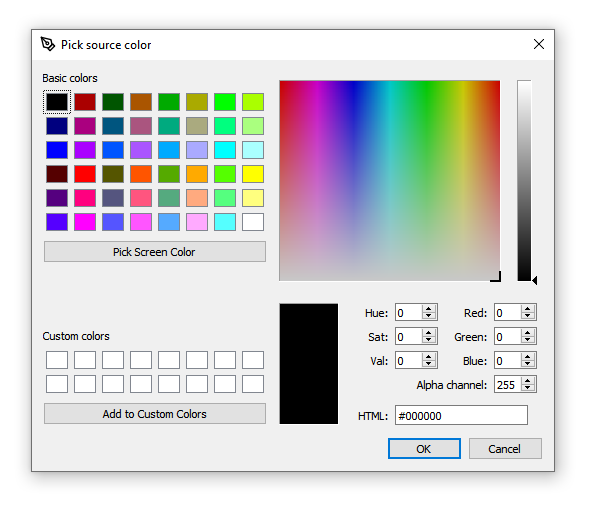 Pick source color
Basic colors
Pick Screen Color
Custom colors
Add to Custom Colors
Hue: 0 Red: 0
Sat: 0 Green: 0
Val: 0 Blue: 0
Alpha channel: 255
HTML: #000000
OK Cancel